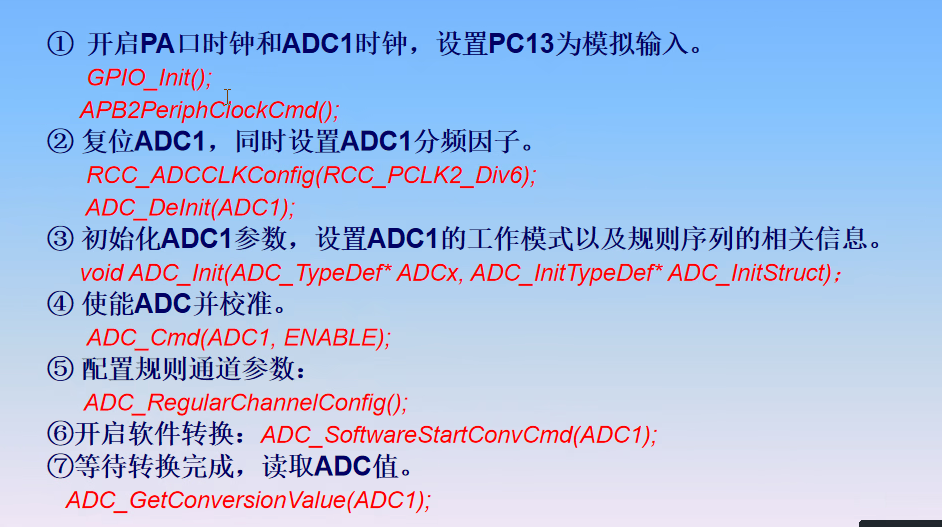 ① 开启PA口时钟和ADC1时钟，设置PC13为模拟输入。
GPIO_Init();
APB2PeriphClockCmd();
② 复位ADC1，同时设置ADC1分频因子。
RCC_ADCCLKConfig(RCC_PCLK2_Div6);
ADC_DeInit(ADC1);
③ 初始化ADC1参数，设置ADC1的工作模式以及规则序列的相关信息。
void ADC_Init(ADC_TypeDef* ADCx, ADC_InitTypeDef* ADC_InitStruct)；
④ 使能ADC并校准。
ADC_Cmd(ADC1, ENABLE);
⑤ 配置规则通道参数：
ADC_RegularChannelConfig();
⑥开启软件转换：ADC_SoftwareStartConvCmd(ADC1);
⑦等待转换完成，读取ADC值。
ADC_GetConversionValue(ADC1);